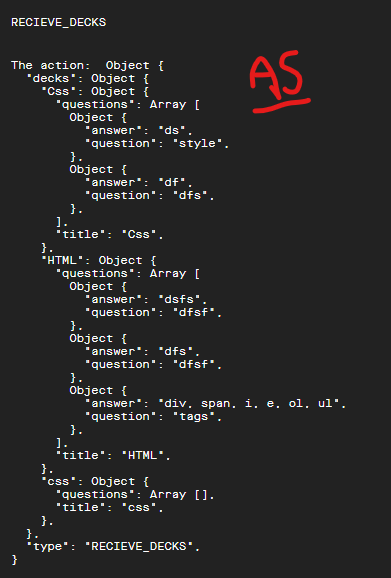 RECIEVE_DECKS
The action:  Object {
  "decks": Object {
    "Css": Object {
      "questions": Array [
        Object {
          "answer": "ds",
          "question": "style",
        },
        Object {
          "answer": "df",
          "question": "dfs",
        },
      ],
      "title": "Css",
    },
    "HTML": Object {
      "questions": Array [
        Object {
          "answer": "dsfs",
          "question": "dfsf",
        },
        Object {
          "answer": "dfs",
          "question": "dfsf",
        },
        Object {
          "answer": "div, span, i, e, ol, ul",
          "question": "tags",
        },
      ],
      "title": "HTML",
    },
    "css": Object {
      "questions": Array [],
      "title": "css",
    },
  },
  "type": "RECIEVE_DECKS",
}
AS